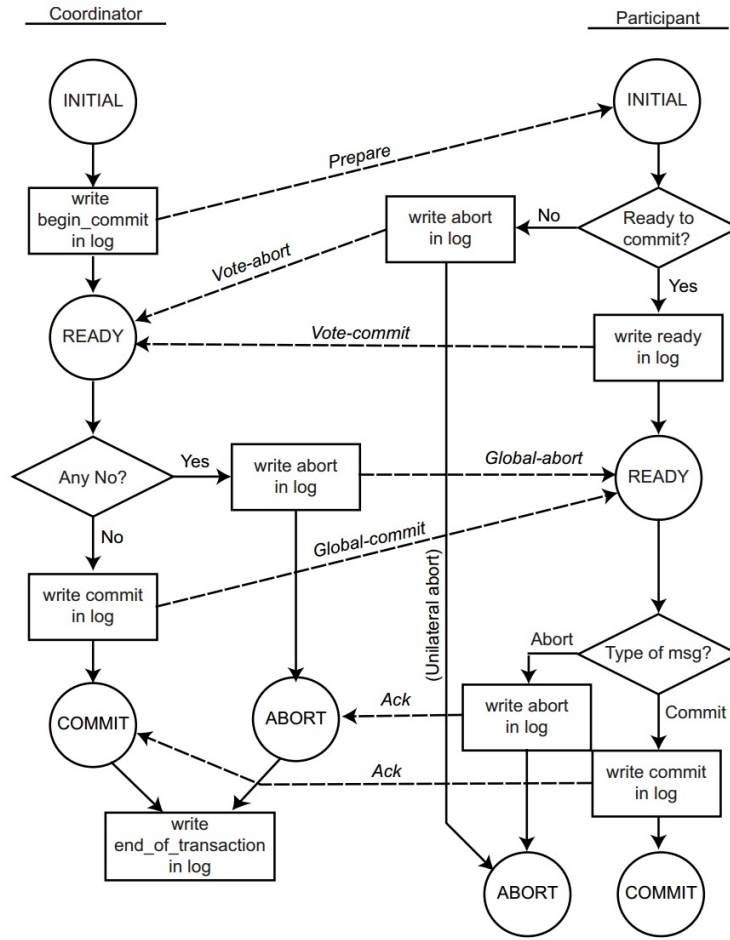 Coordinator
Participant
INITIAL
INITIAL
Prepare
write
begin_commit
in log
write abort
in log
No
Ready to
commit?
Vote-abort
Yes
READY
Vote-commit
write ready
in log
Any No?
Yes
write abort
in log
Global-abort
READY
No
Global-commit
write commit
in log
(Unilateral abort)
Abort
Type of msg?
COMMIT
ABORT
Ack
write abort
in log
Commit
Ack
write commit
in log
write
end_of_transaction
in log
ABORT
COMMIT